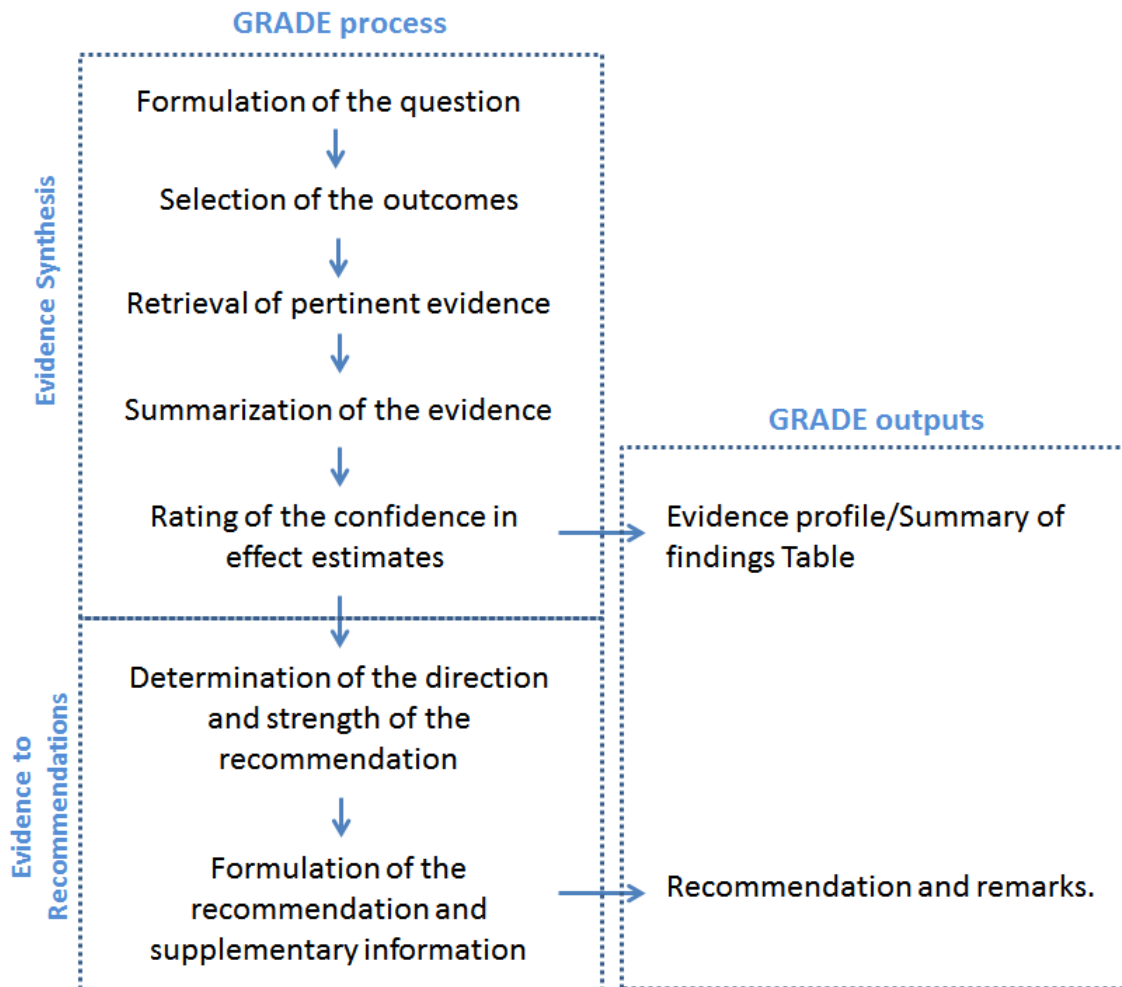 GRADE process
Evidence Synthesis
Formulation of the question
Selection of the outcomes
Retrieval of pertinent evidence
Summarization of the evidence
Rating of the confidence in
effect estimates
GRADE outputs
Evidence profile/Summary of
findings Table
Evidence to
Recommendations
Determination of the direction
and strength of the
recommendation
Formulation of the
recommendation and
supplementary information
Recommendation and remarks.